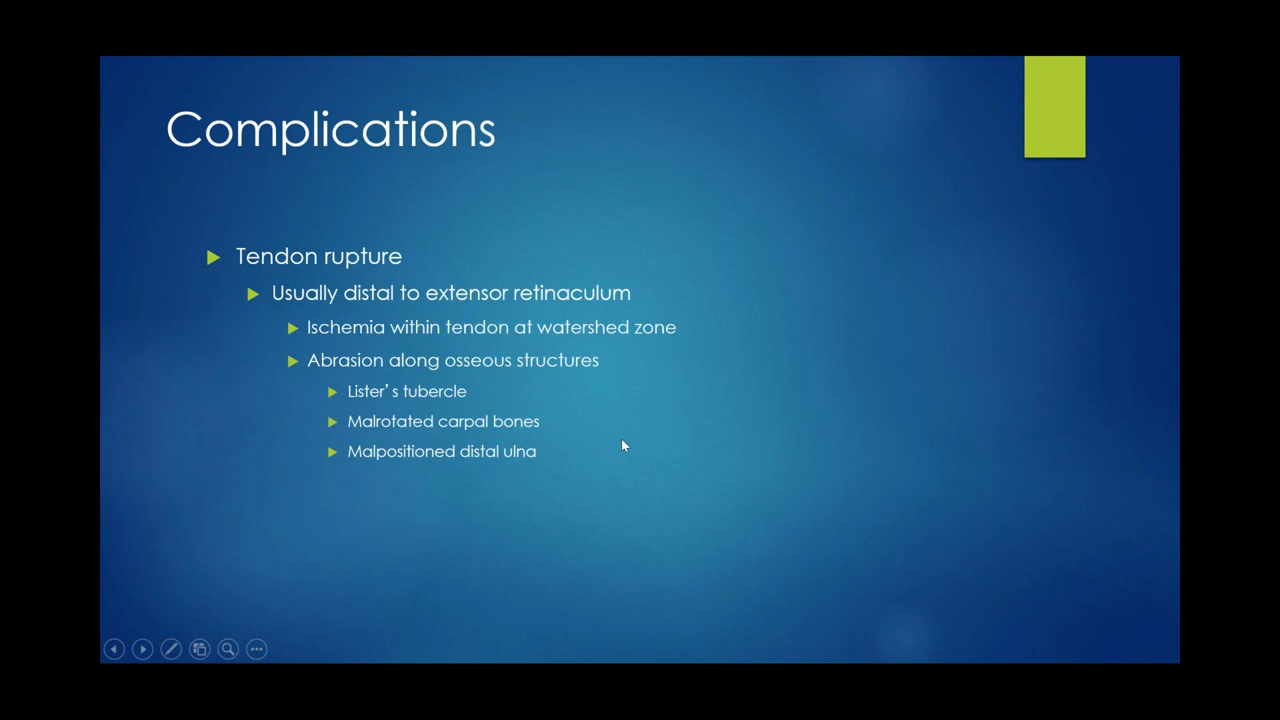 Complications
Tendon rupture
Usually distal to extensor retinaculum
Ischemia within tendon at watershed zone
Abrasion along osseous structures
Lister's tubercle
Malrotated carpal bones
Malpositioned distal ulna